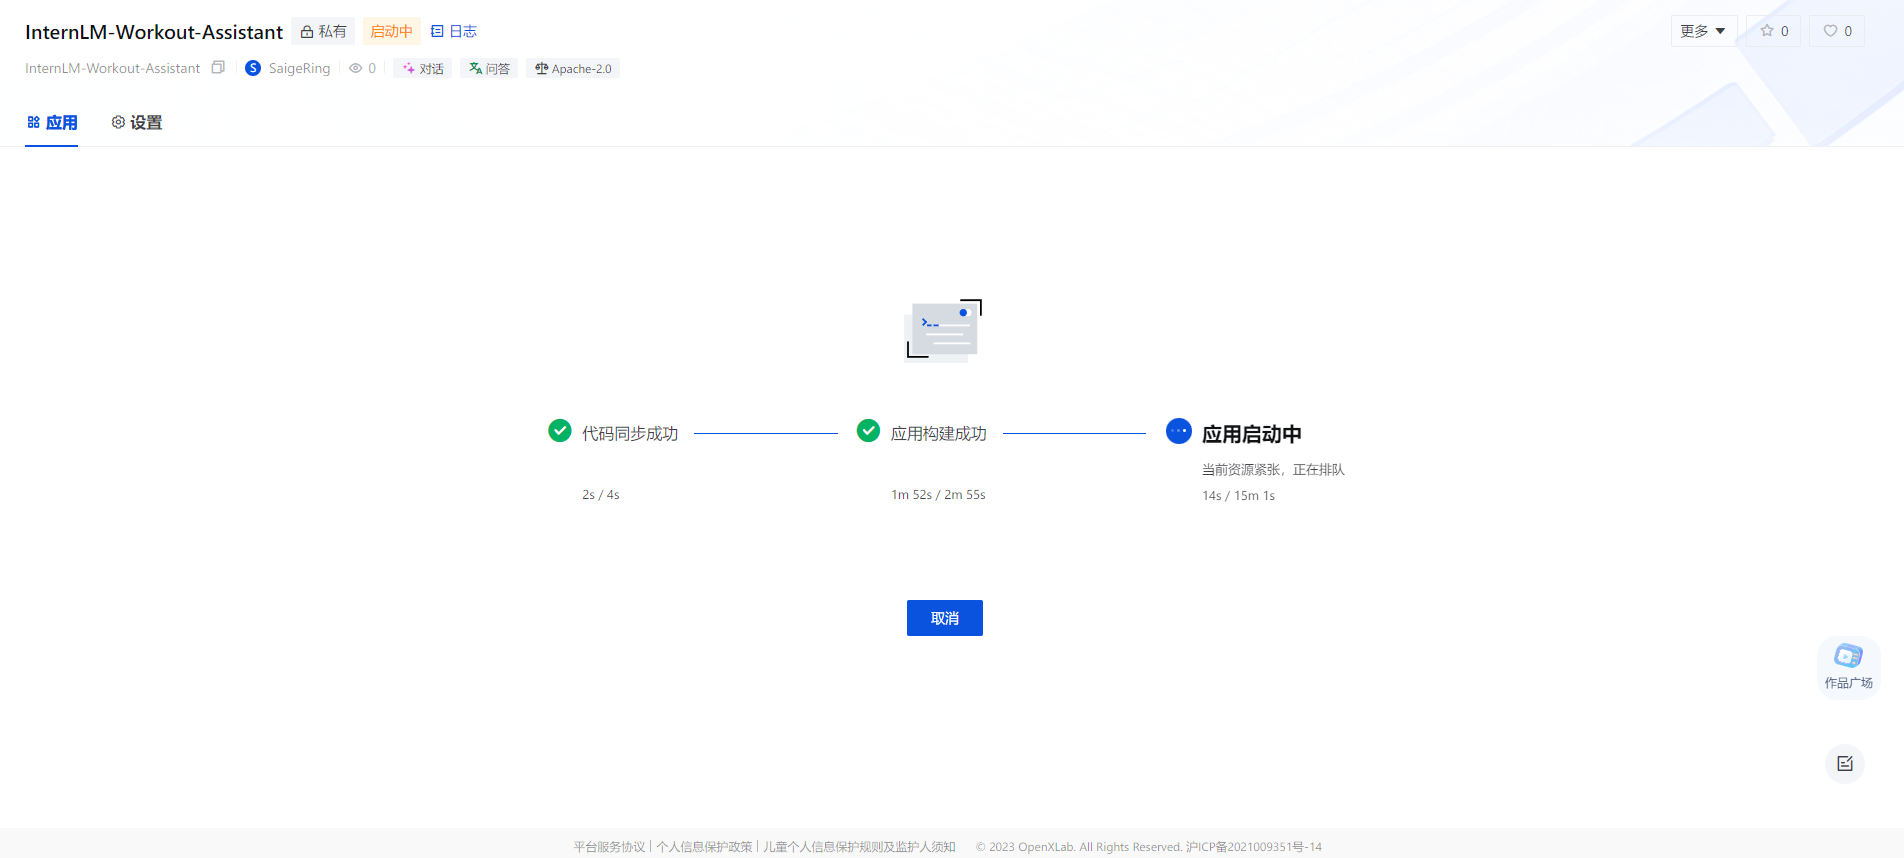 InternLM-Workout-Assistant 私有 启动中 日志 更多 0 0
InternLM-Workout-Assistant S SaigeRing 0 对话 问答 Apache-2.0
应用 设置
代码同步成功 应用构建成功 应用启动中
当前资源紧张，正在排队
2s / 4s 1m 52s / 2m 55s 14s / 15m 1s
取消
作品广场
平台服务协议 | 个人信息保护政策 | 儿童个人信息保护规则及监护人须知 © 2023 OpenXLab. All Rights Reserved. 沪ICP备2021009351号-14